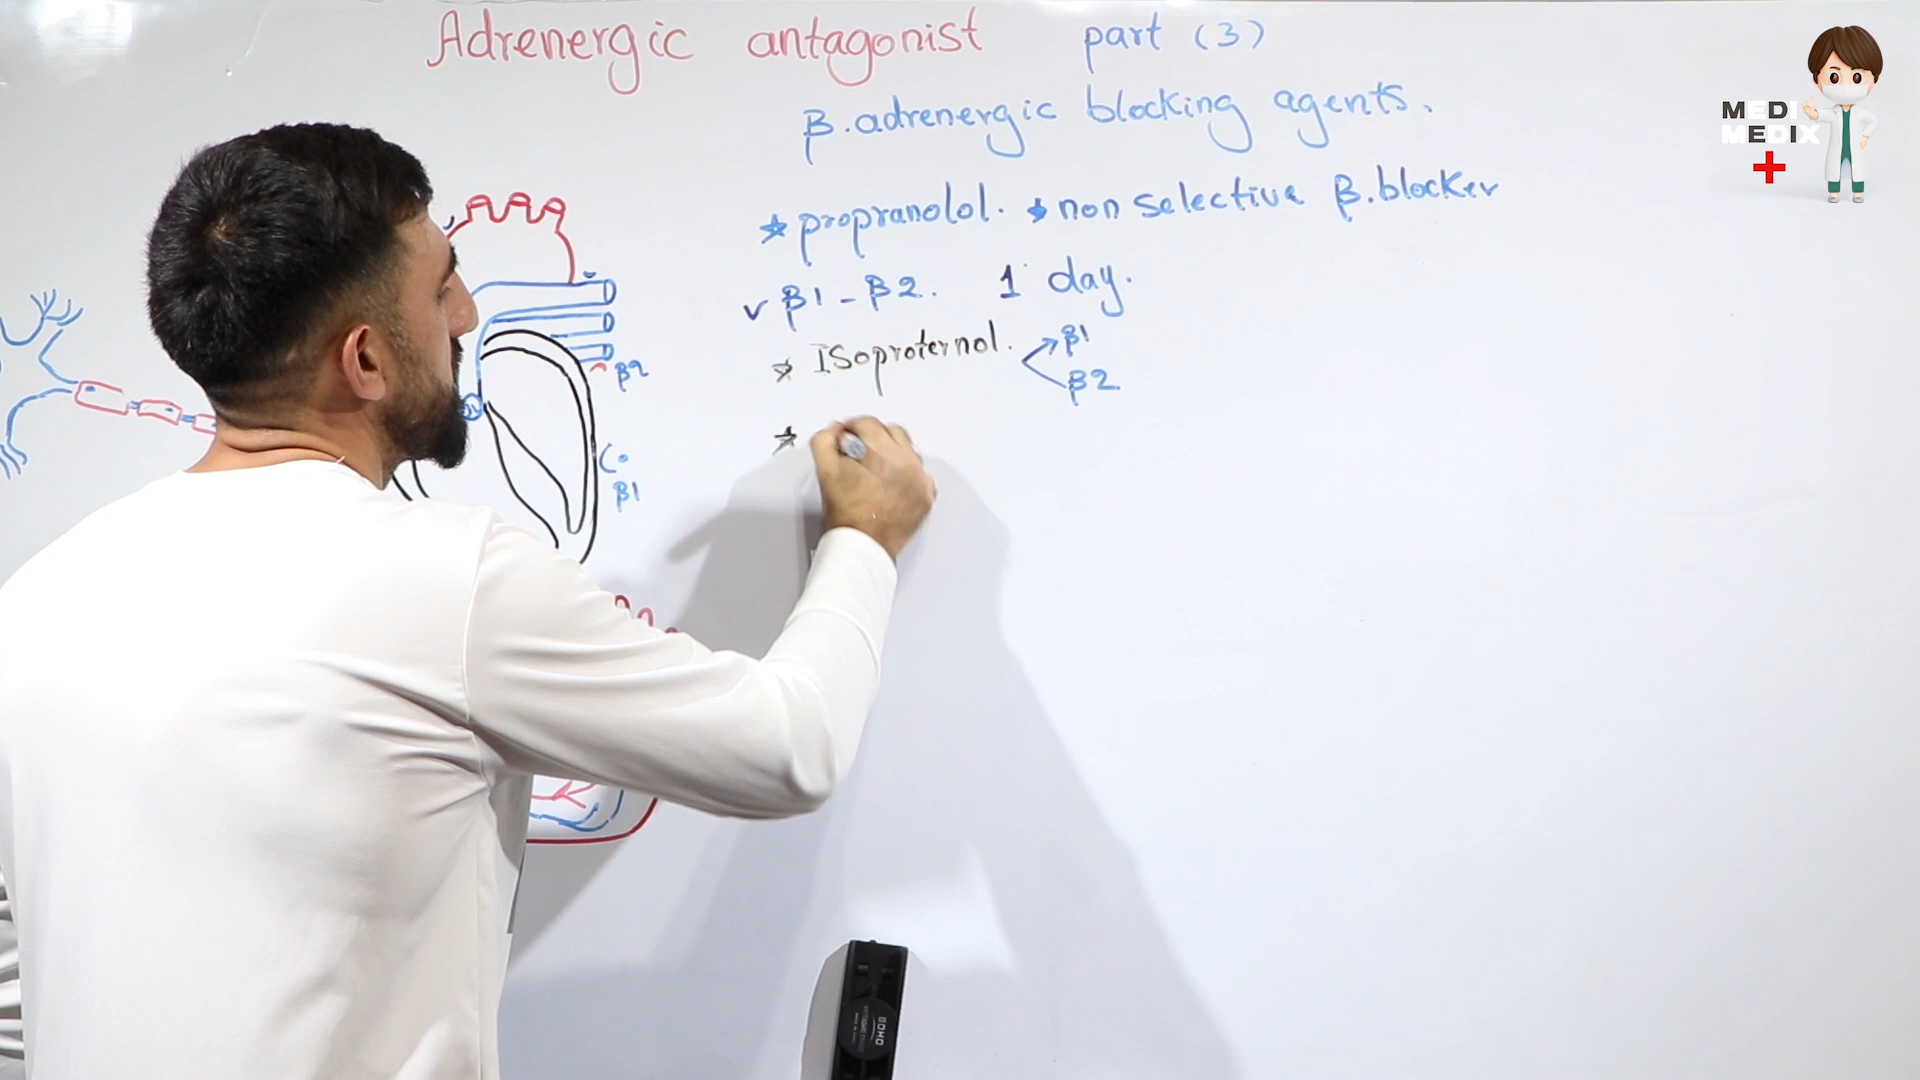 Adrenergic antagonist part (3)
β.adrenergic blocking agents.
MEDI
MEDIX
★ propranolol. ★ non selective β.blocker
✓ β1 - β2. 1 day.
★ ISoproternol. β1
β2
★
β2
β1
BOHO